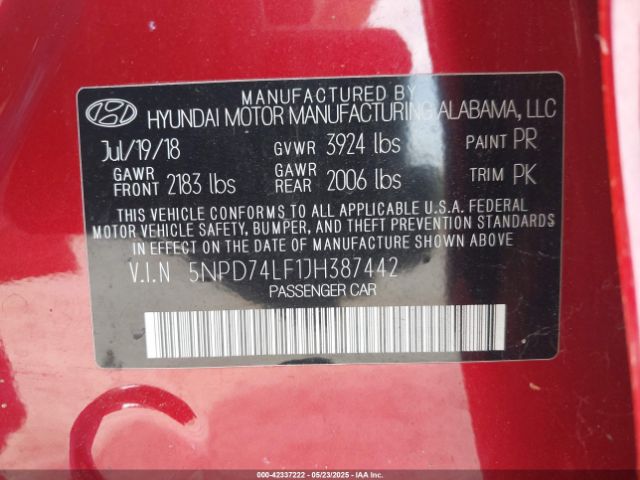 MANUFACTURED BY
HYUNDAI MOTOR MANUFACTURING ALABAMA, LLC
Jul/19/18 GVWR 3924 lbs PAINT PR
GAWR FRONT 2183 lbs GAWR REAR 2006 lbs TRIM PK
THIS VEHICLE CONFORMS TO ALL APPLICABLE U.S.A. FEDERAL
MOTOR VEHICLE SAFETY, BUMPER, AND THEFT PREVENTION STANDARDS
IN EFFECT ON THE DATE OF MANUFACTURE SHOWN ABOVE.
V.I.N 5NPD74LF1JH387442
PASSENGER CAR
000-42337222 - 05/23/2025 - IAAI.COM